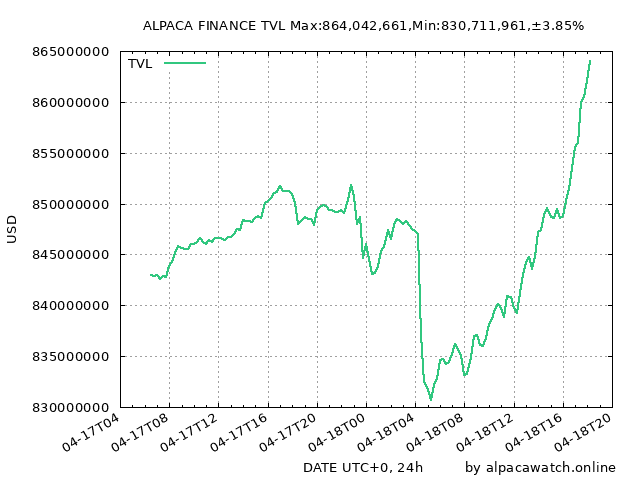 ALPACA FINANCE TVL Max:864,042,661,Min:830,711,961,±3.85%
TVL
865000000
860000000
855000000
850000000
845000000
840000000
835000000
830000000
USD
04-17T04
04-17T08
04-17T12
04-17T16
04-17T20
04-18T00
04-18T04
04-18T08
04-18T12
04-18T16
04-18T20
DATE UTC+0, 24h
by alpacawatch.online